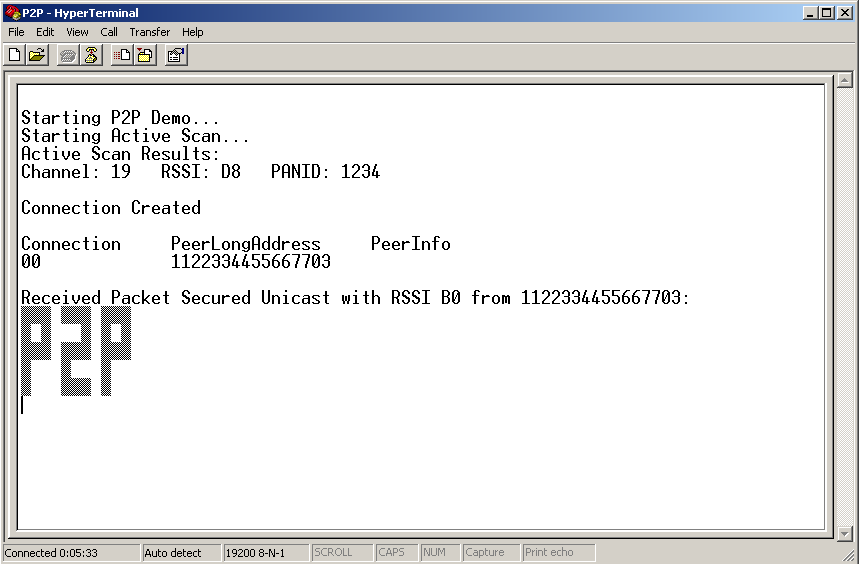 P2P - HyperTerminal
File Edit View Call Transfer Help
Starting P2P Demo...
Starting Active Scan...
Active Scan Results:
Channel: 19   RSSI: D8   PANID: 1234
Connection Created
Connection     PeerLongAddress     PeerInfo
00             1122334455667703
Received Packet Secured Unicast with RSSI B0 from 1122334455667703:
P2P
Connected 0:05:33 Auto detect 19200 8-N-1 SCROLL CAPS NUM Capture Print echo